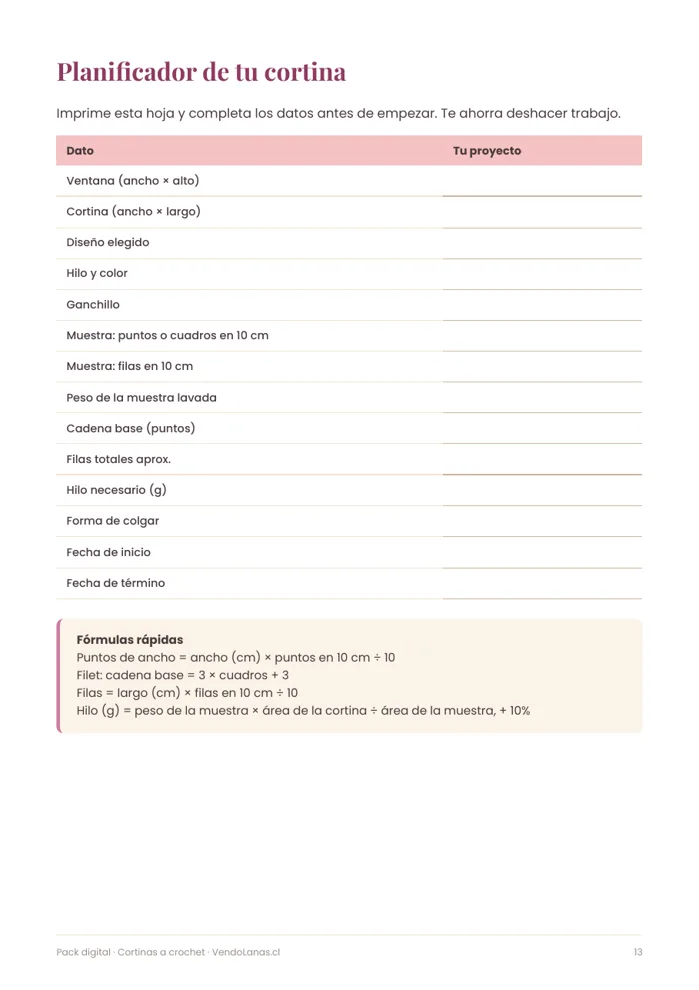 Planificador de tu cortina
Imprime esta hoja y completa los datos antes de empezar. Te ahorra deshacer trabajo.
Dato Tu proyecto
Ventana (ancho × alto)
Cortina (ancho × largo)
Diseño elegido
Hilo y color
Ganchillo
Muestra: puntos o cuadros en 10 cm
Muestra: filas en 10 cm
Peso de la muestra lavada
Cadena base (puntos)
Filas totales aprox.
Hilo necesario (g)
Forma de colgar
Fecha de inicio
Fecha de término
Fórmulas rápidas
Puntos de ancho = ancho (cm) × puntos en 10 cm ÷ 10
Filet: cadena base = 3 × cuadros + 3
Filas = largo (cm) × filas en 10 cm ÷ 10
Hilo (g) = peso de la muestra × área de la cortina ÷ área de la muestra, + 10%
Pack digital · Cortinas a crochet · VendoLanas.cl 13